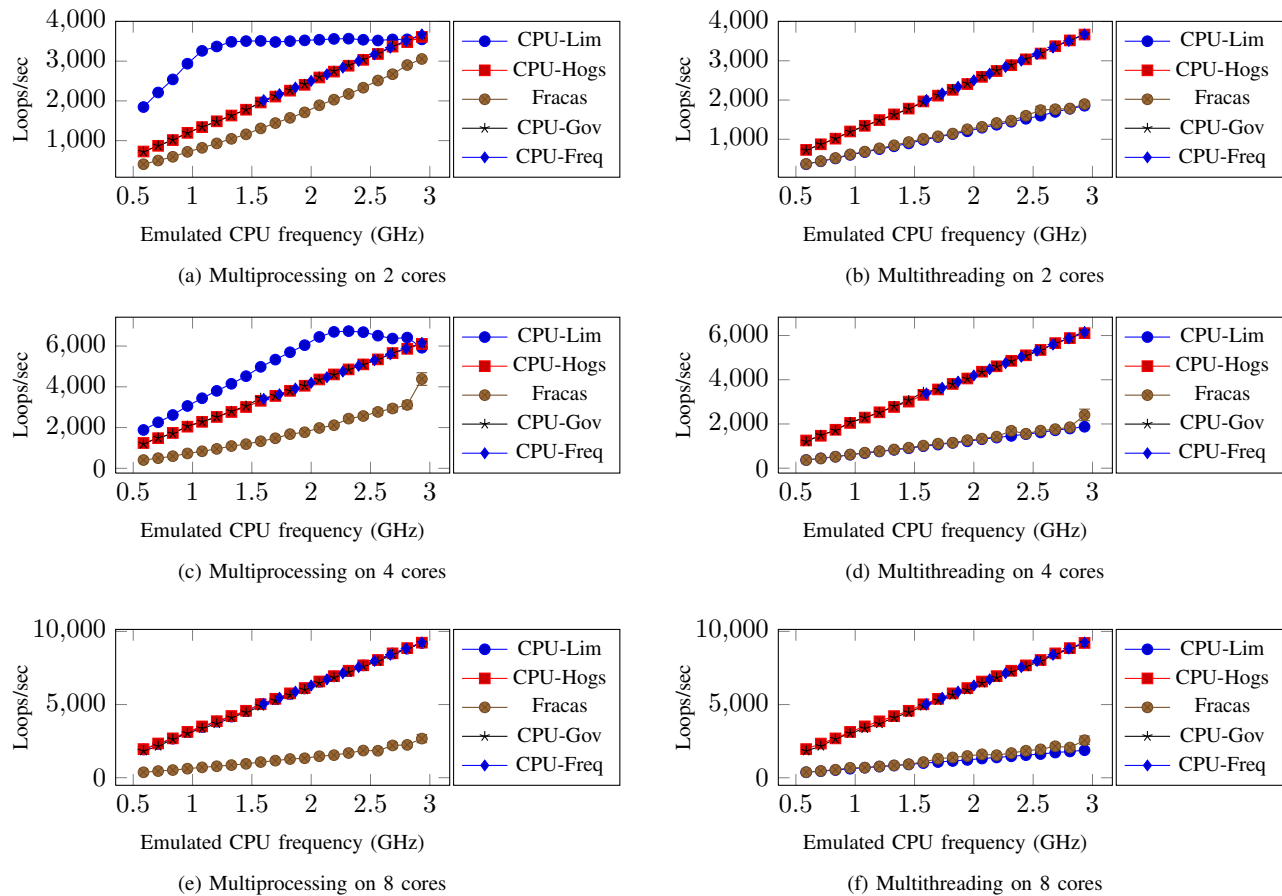 4,000
3,000
2,000
1,000
Loops/sec
0.5 1 1.5 2 2.5 3
Emulated CPU frequency (GHz)
CPU-Lim
CPU-Hogs
Fracas
CPU-Gov
CPU-Freq
(a) Multiprocessing on 2 cores
4,000
3,000
2,000
1,000
Loops/sec
0.5 1 1.5 2 2.5 3
Emulated CPU frequency (GHz)
CPU-Lim
CPU-Hogs
Fracas
CPU-Gov
CPU-Freq
(b) Multithreading on 2 cores
6,000
4,000
2,000
0
Loops/sec
0.5 1 1.5 2 2.5 3
Emulated CPU frequency (GHz)
CPU-Lim
CPU-Hogs
Fracas
CPU-Gov
CPU-Freq
(c) Multiprocessing on 4 cores
6,000
4,000
2,000
0
Loops/sec
0.5 1 1.5 2 2.5 3
Emulated CPU frequency (GHz)
CPU-Lim
CPU-Hogs
Fracas
CPU-Gov
CPU-Freq
(d) Multithreading on 4 cores
10,000
5,000
0
Loops/sec
0.5 1 1.5 2 2.5 3
Emulated CPU frequency (GHz)
CPU-Lim
CPU-Hogs
Fracas
CPU-Gov
CPU-Freq
(e) Multiprocessing on 8 cores
10,000
5,000
0
Loops/sec
0.5 1 1.5 2 2.5 3
Emulated CPU frequency (GHz)
CPU-Lim
CPU-Hogs
Fracas
CPU-Gov
CPU-Freq
(f) Multithreading on 8 cores